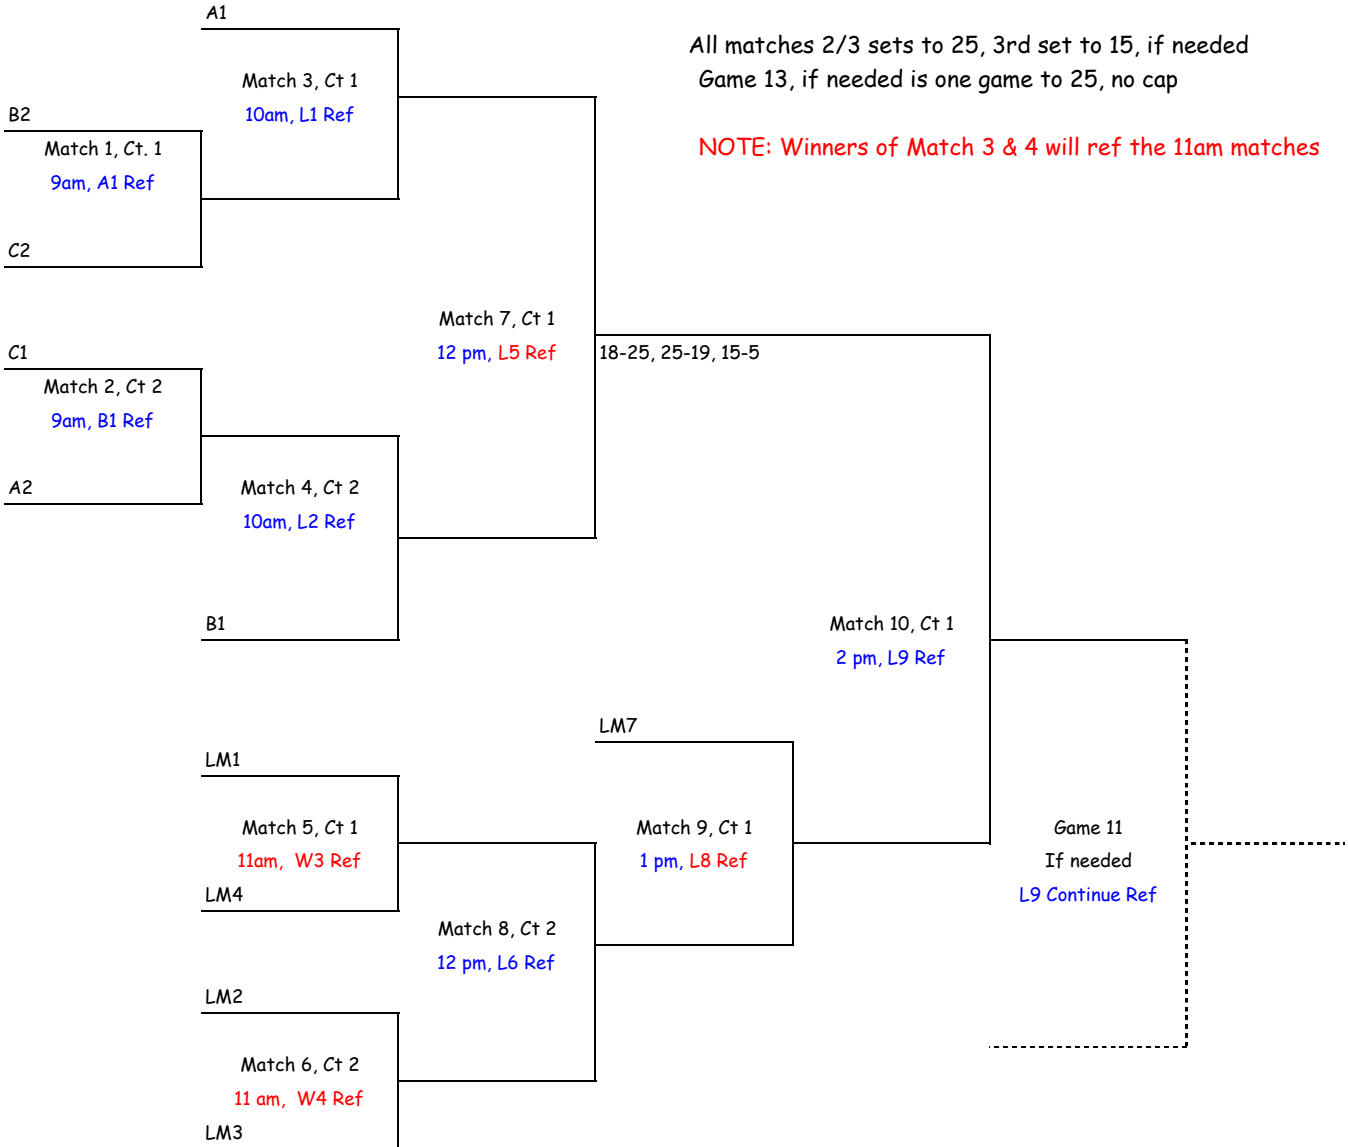 A1
All matches 2/3 sets to 25, 3rd set to 15, if needed
Game 13, if needed is one game to 25, no cap
Match 3, Ct 1
10am, L1 Ref
B2
Match 1, Ct. 1
9am, A1 Ref
NOTE: Winners of Match 3 & 4 will ref the 11am matches
C2
Match 7, Ct 1
12 pm, L5 Ref
18-25, 25-19, 15-5
C1
Match 2, Ct 2
9am, B1 Ref
A2
Match 4, Ct 2
10am, L2 Ref
B1
Match 10, Ct 1
2 pm, L9 Ref
LM7
LM1
Match 5, Ct 1
11am,  W3 Ref
LM4
Match 9, Ct 1
1 pm, L8 Ref
Game 11
If needed
L9 Continue Ref
Match 8, Ct 2
12 pm, L6 Ref
LM2
Match 6, Ct 2
11 am,  W4 Ref
LM3